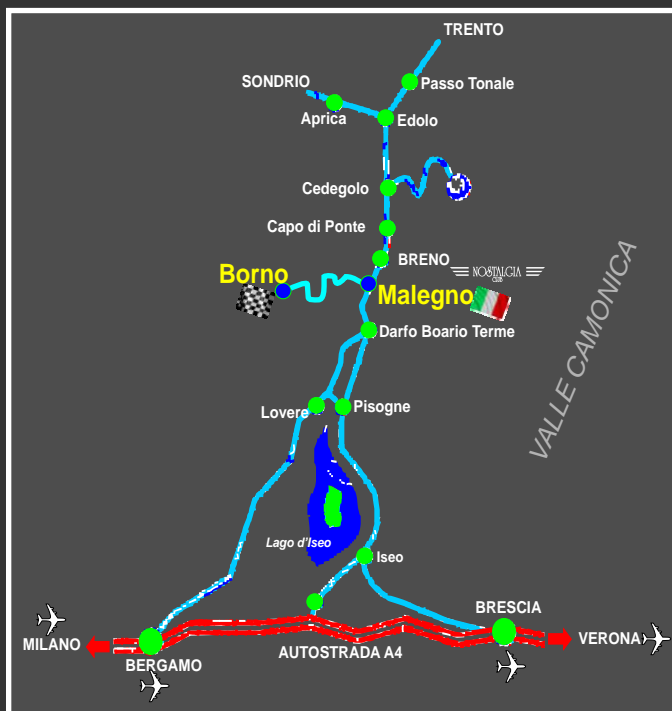 TRENTO
SONDRIO
Passo Tonale
Aprica
Edolo
Cedegolo
Capo di Ponte
BRENO
Borno
NOSTALGIA
CLUB
Malegno
VALLE CAMONICA
Darfo Boario Terme
Lovere
Pisogne
Lago d'Iseo
Iseo
BRESCIA
MILANO
VERONA
AUTOSTRADA A4
BERGAMO